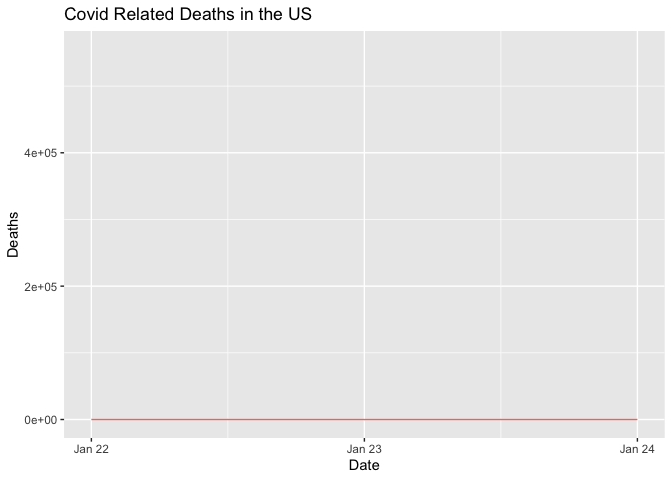 Covid Related Deaths in the US
4e+05
2e+05
0e+00
Deaths
Jan 22 Jan 23 Jan 24
Date